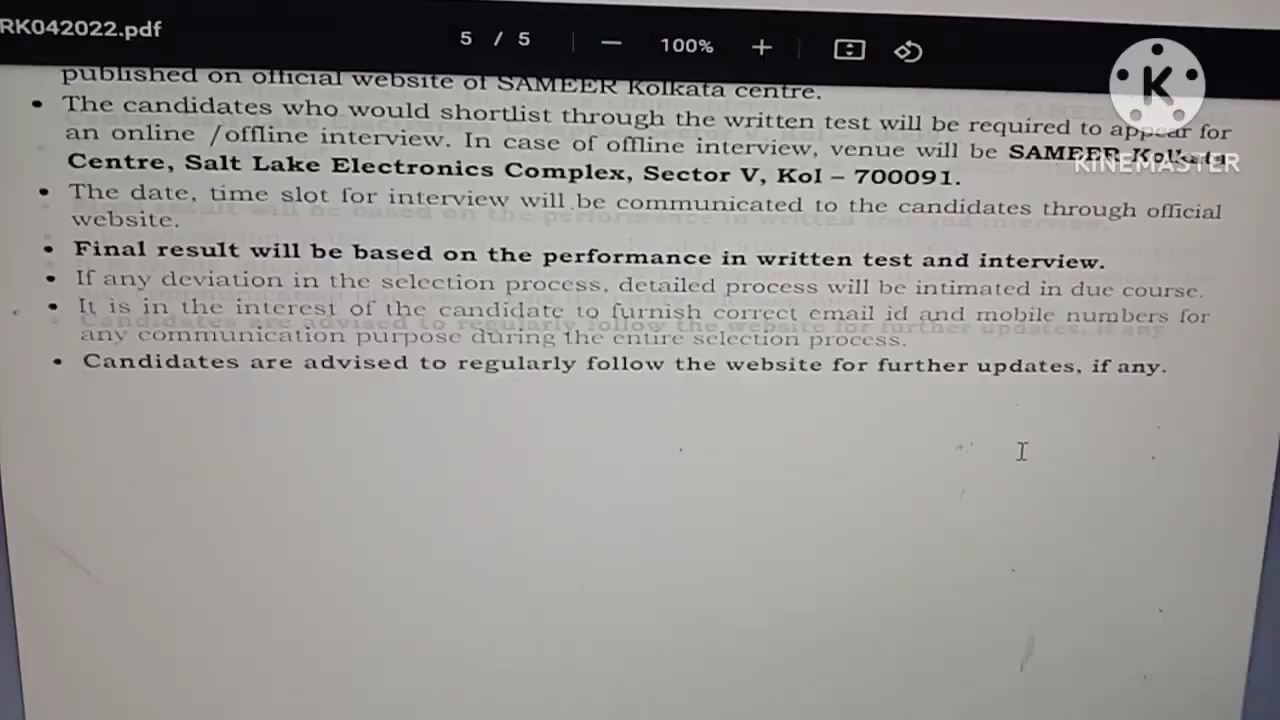 RK042022.pdf
5 / 5
100%
published on official website of SAMEER Kolkata centre.
• The candidates who would shortlist through the written test will be required to appear for
an online /offline interview. In case of offline interview, venue will be SAMEER Kolkata
Centre, Salt Lake Electronics Complex, Sector V, Kol – 700091.
• The date, time slot for interview will be communicated to the candidates through official
website.
• Final result will be based on the performance in written test and interview.
• If any deviation in the selection process, detailed process will be intimated in due course.
• It is in the interest of the candidate to furnish correct email id and mobile numbers for
any communication purpose during the entire selection process.
• Candidates are advised to regularly follow the website for further updates, if any.
K
KINEMASTER